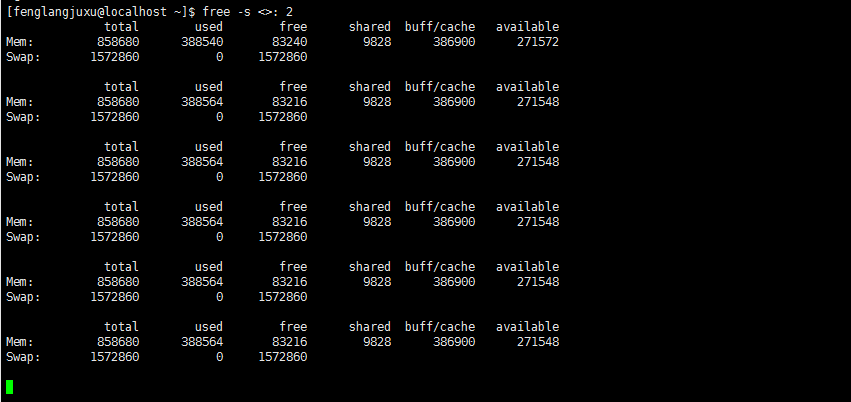 [fenglangjuxu@localhost ~]$ free -s <>: 2
              total        used        free      shared  buff/cache   available
Mem:         858680      388540       83240        9828      386900      271572
Swap:       1572860           0     1572860

              total        used        free      shared  buff/cache   available
Mem:         858680      388564       83216        9828      386900      271548
Swap:       1572860           0     1572860

              total        used        free      shared  buff/cache   available
Mem:         858680      388564       83216        9828      386900      271548
Swap:       1572860           0     1572860

              total        used        free      shared  buff/cache   available
Mem:         858680      388564       83216        9828      386900      271548
Swap:       1572860           0     1572860

              total        used        free      shared  buff/cache   available
Mem:         858680      388564       83216        9828      386900      271548
Swap:       1572860           0     1572860

              total        used        free      shared  buff/cache   available
Mem:         858680      388564       83216        9828      386900      271548
Swap:       1572860           0     1572860